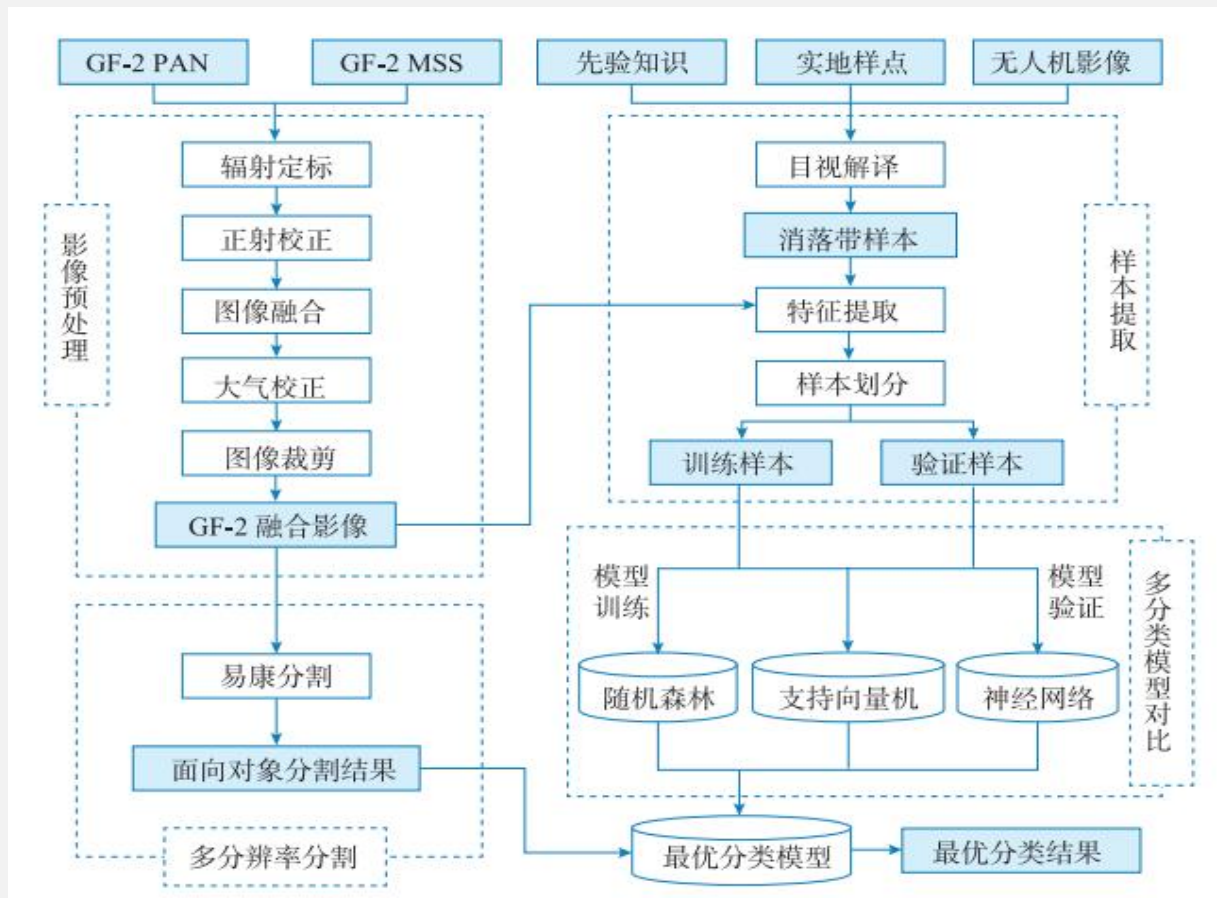 GF-2 PAN
GF-2 MSS
先验知识
实地样点
无人机影像
辐射定标
正射校正
图像融合
大气校正
图像裁剪
GF-2 融合影像
影像预处理
目视解译
消落带样本
特征提取
样本划分
训练样本
验证样本
样本提取
模型
训练
模型
验证
随机森林
支持向量机
神经网络
多分类模型对比
易康分割
面向对象分割结果
多分辨率分割
最优分类模型
最优分类结果